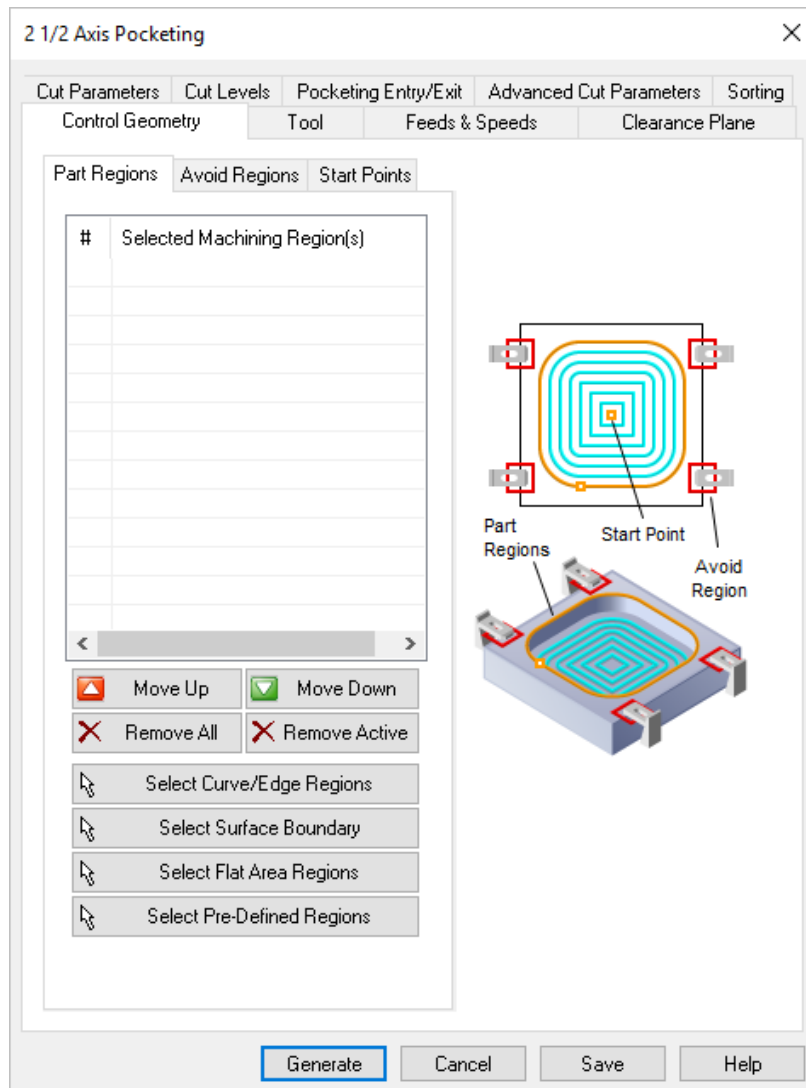 2 1/2 Axis Pocketing
Cut Parameters Cut Levels Pocketing Entry/Exit Advanced Cut Parameters Sorting
Control Geometry Tool Feeds & Speeds Clearance Plane
Part Regions Avoid Regions Start Points
# Selected Machining Region(s)
Part
Regions
Start Point
Avoid
Region
Move Up Move Down
Remove All Remove Active
Select Curve/Edge Regions
Select Surface Boundary
Select Flat Area Regions
Select Pre-Defined Regions
Generate Cancel Save Help